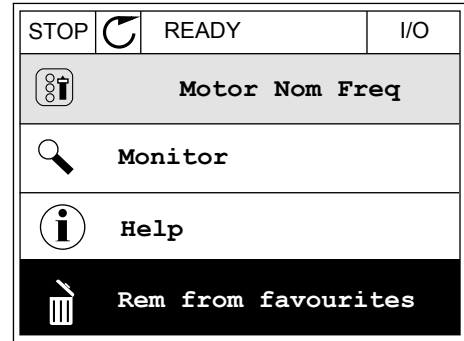 STOP READY I/O
Motor Nom Freq
Monitor
Help
Rem from favourites